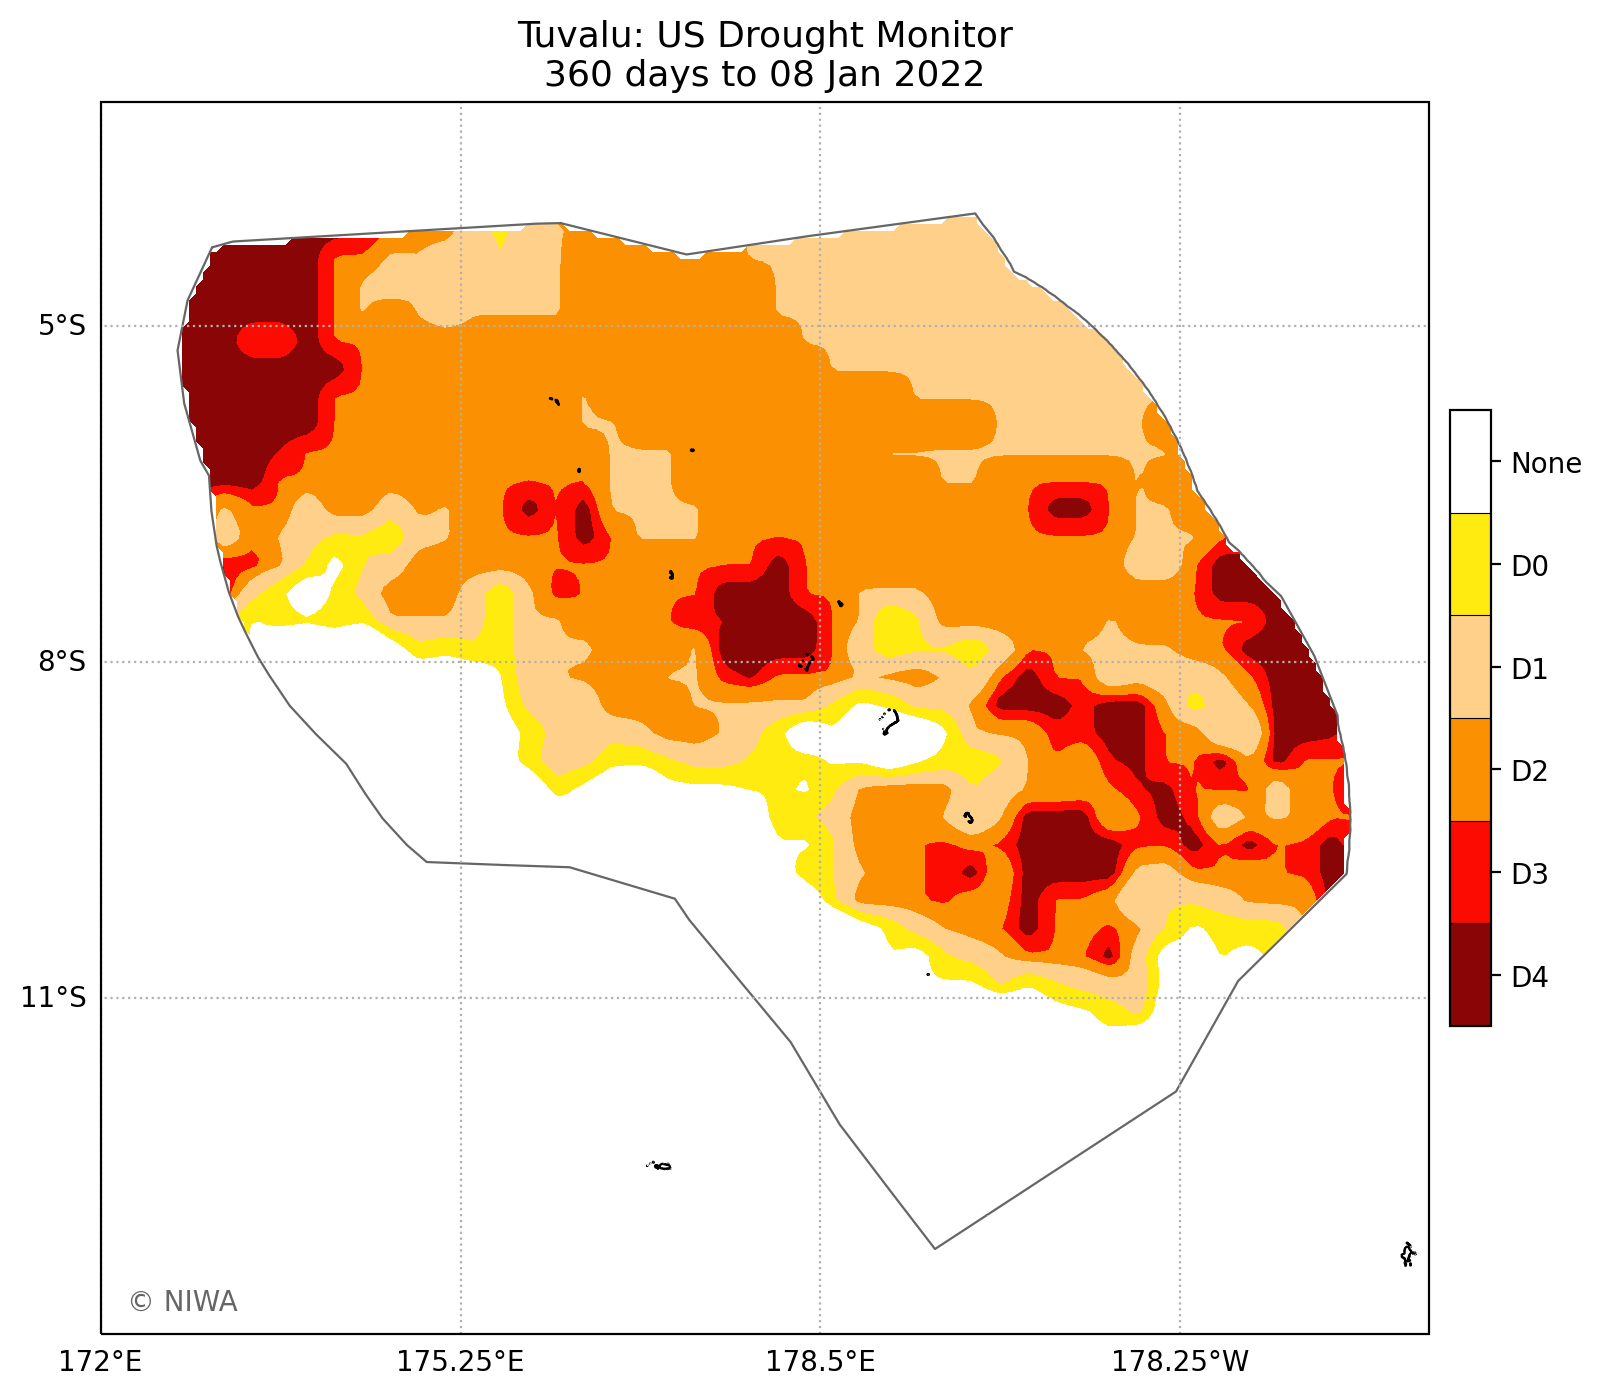 Tuvalu: US Drought Monitor
360 days to 08 Jan 2022
5°S
8°S
11°S
172°E
175.25°E
178.5°E
178.25°W
None
D0
D1
D2
D3
D4
© NIWA